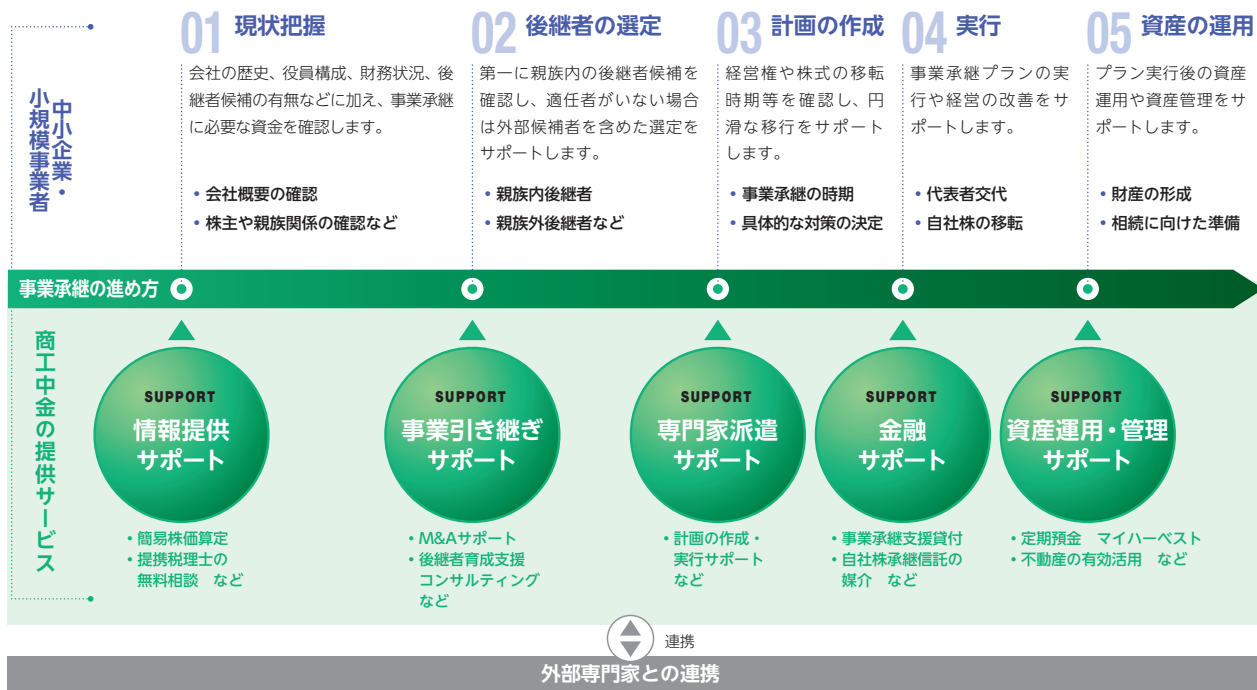 中小企業・
小規模事業者
01 現状把握
会社の歴史、役員構成、財務状況、後
継者候補の有無などに加え、事業承継
に必要な資金を確認します。
• 会社概要の確認
• 株主や親族関係の確認など
02 後継者の選定
第一に親族内の後継者候補を
確認し、適任者がいない場合
は外部候補者を含めた選定を
サポートします。
• 親族内後継者
• 親族外後継者など
03 計画の作成
経営権や株式の移転
時期等を確認し、円
滑な移行をサポート
します。
• 事業承継の時期
• 具体的な対策の決定
04 実行
事業承継プランの実
行や経営の改善をサ
ポートします。
• 代表者交代
• 自社株の移転
05 資産の運用
プラン実行後の資産
運用や資産管理をサ
ポートします。
• 財産の形成
• 相続に向けた準備
事業承継の進め方
商工中金の提供サービス
SUPPORT
情報提供
サポート
• 簡易株価算定
• 提携税理士の
無料相談　など
SUPPORT
事業引き継ぎ
サポート
• M&Aサポート
• 後継者育成支援
コンサルティング
など
SUPPORT
専門家派遣
サポート
• 計画の作成・
実行サポート
など
SUPPORT
金融
サポート
• 事業承継支援貸付
• 自社株承継信託の
媒介　など
SUPPORT
資産運用・管理
サポート
• 定期預金　マイハーベスト
• 不動産の有効活用　など
連携
外部専門家との連携